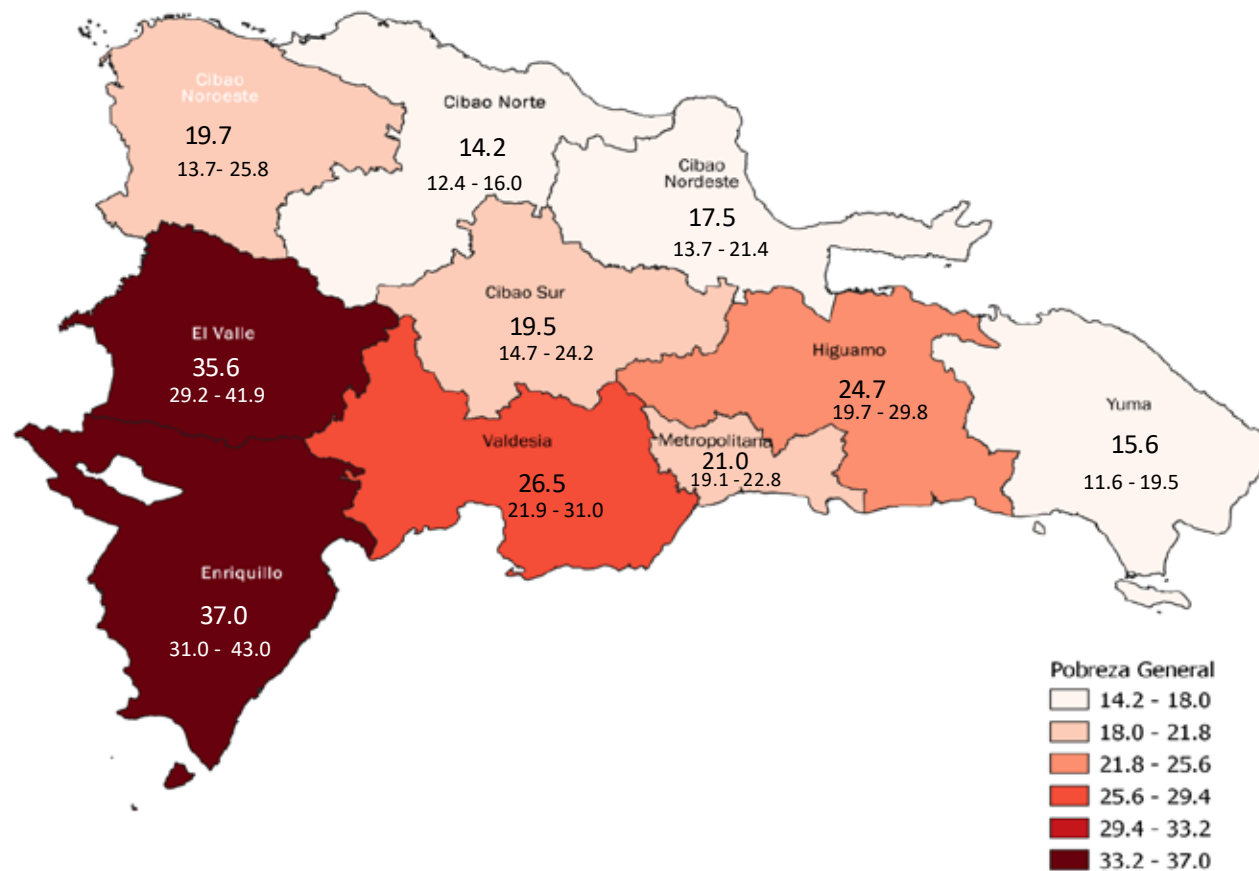 Cibao
Noroeste
19.7
13.7- 25.8
Cibao Norte
14.2
12.4 - 16.0
Cibao
Nordeste
17.5
13.7 - 21.4
Cibao Sur
19.5
14.7 - 24.2
El Valle
35.6
29.2 - 41.9
Higuamo
24.7
19.7 - 29.8
Yuma
15.6
11.6 - 19.5
Valdesia
26.5
21.9 - 31.0
Metropolitana
21.0
19.1 -22.8
Enriquillo
37.0
31.0 - 43.0
Pobreza General
14.2 - 18.0
18.0 - 21.8
21.8 - 25.6
25.6 - 29.4
29.4 - 33.2
33.2 - 37.0